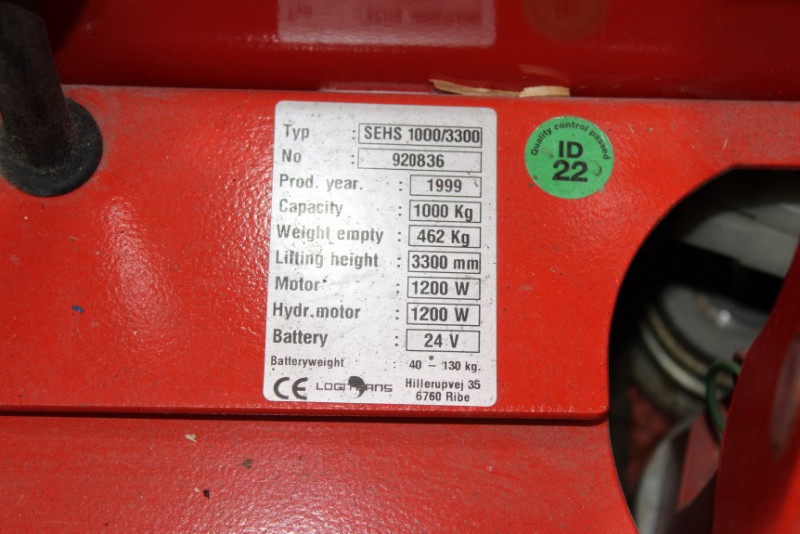 Typ : SEHS 1000/3300
No : 920836
Prod. year. : 1999
Capacity : 1000 Kg
Weight empty : 462 Kg
Lifting height : 3300 mm
Motor : 1200 W
Hydr.motor : 1200 W
Battery : 24 V
Batteryweight : 40 - 130 kg.
CE LOGITRANS Hillerupvej 35
6760 Ribe
Quality control passed
ID
22